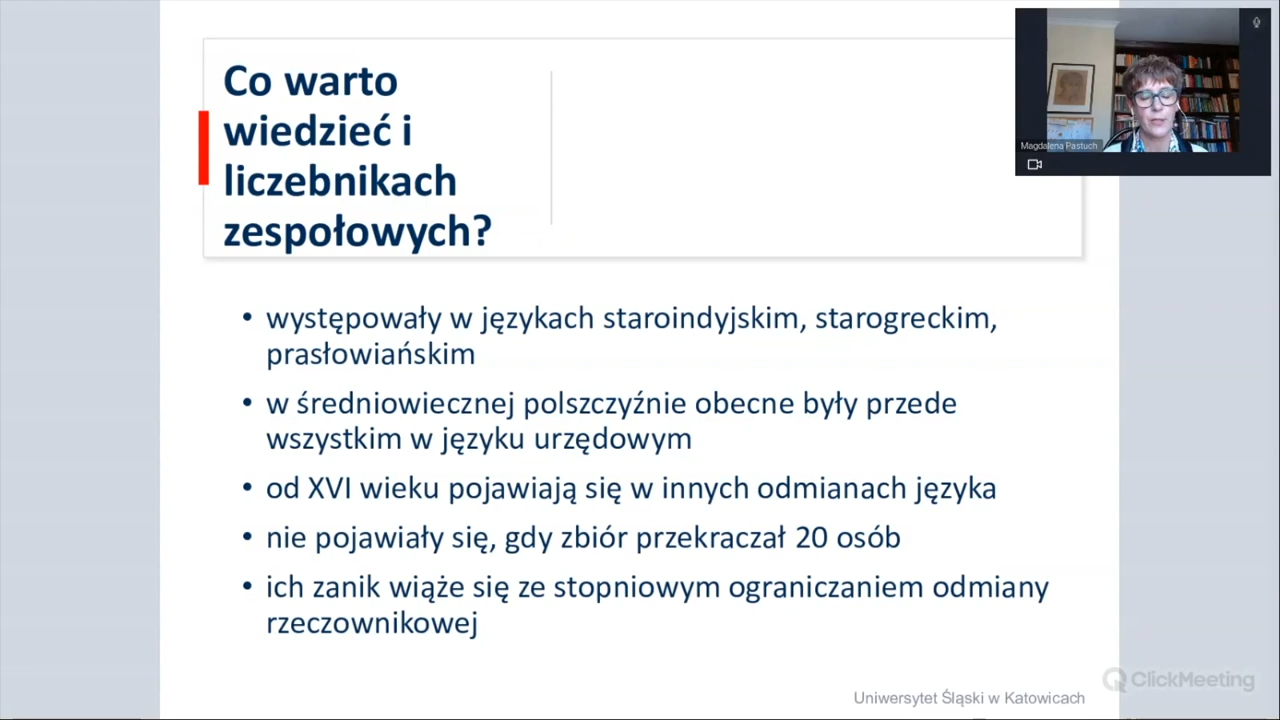 Co warto
wiedzieć i
liczebnikach
zespołowych?
Magdalena Pastuch
• występowały w językach staroindyjskim, starogreckim,
prasłowiańskim
• w średniowiecznej polszczyźnie obecne były przede
wszystkim w języku urzędowym
• od XVI wieku pojawiają się w innych odmianach języka
• nie pojawiały się, gdy zbiór przekraczał 20 osób
• ich zanik wiąże się ze stopniowym ograniczaniem odmiany
rzeczownikowej
ClickMeeting
Uniwersytet Śląski w Katowicach